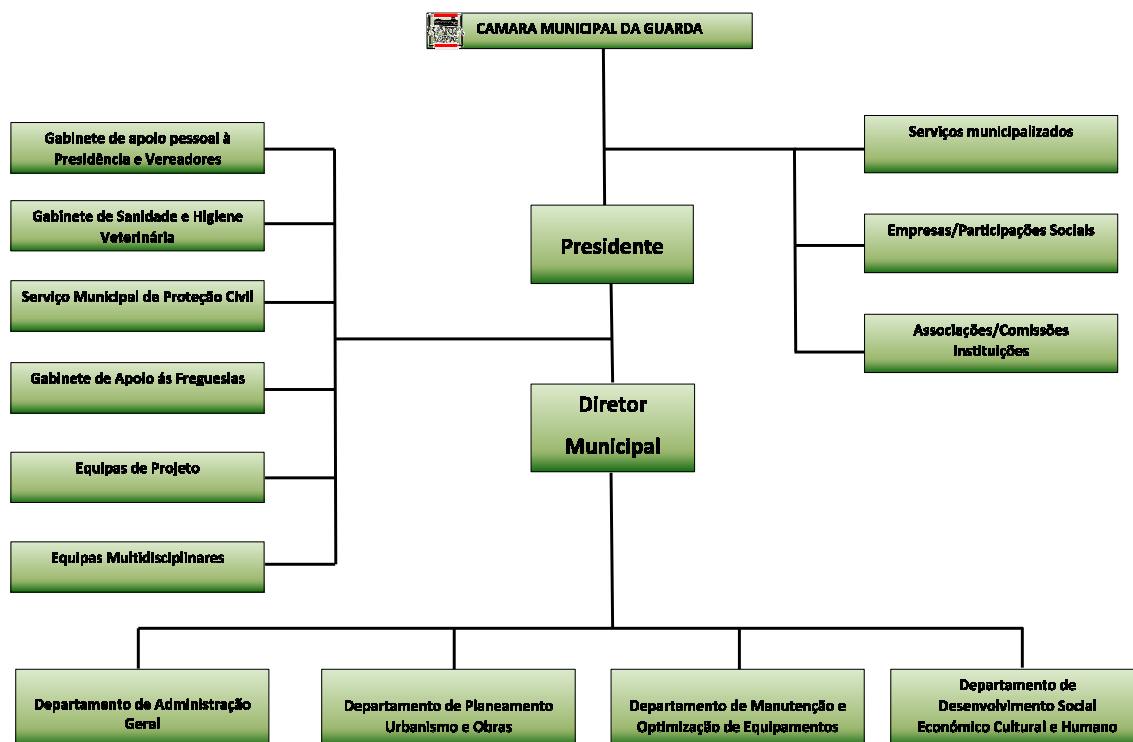 CAMARA MUNICIPAL DA GUARDA
Gabinete de apoio pessoal à
Presidência e Vereadores
Gabinete de Sanidade e Higiene
Veterinária
Serviço Municipal da Proteção Civil
Gabinete de Apoio ás Freguesias
Equipas de Projeto
Equipas Multidisciplinares
Serviços municipalizados
Empresas/Participações Sociais
Associações/Comissões
Instituições
Presidente
Diretor
Municipal
Departamento de Administração
Geral
Departamento de Planeamento
Urbanismo e Obras
Departamento de Manutenção e
Optimização de Equipamentos
Departamento de
Desenvolvimento Social
Económico Cultural e Humano